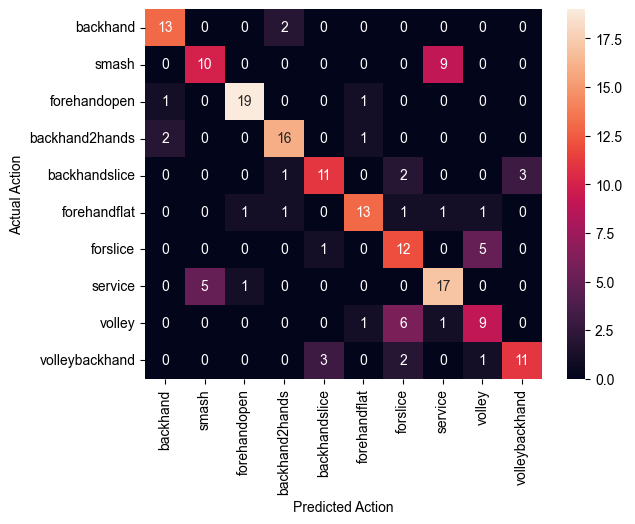 backhand 13 0 0 2 0 0 0 0 0 0
smash 0 10 0 0 0 0 0 9 0 0
forehandopen 1 0 19 0 0 1 0 0 0 0
backhand2hands 2 0 0 16 0 1 0 0 0 0
backhandslice 0 0 0 1 11 0 2 0 0 3
forehandflat 0 0 1 1 0 13 1 1 1 0
forslice 0 0 0 0 1 0 12 0 5 0
service 0 5 1 0 0 0 0 17 0 0
volley 0 0 0 0 0 1 6 1 9 0
volleybackhand 0 0 0 0 3 0 2 0 1 11
backhand
smash
forehandopen
backhand2hands
backhandslice
forehandflat
forslice
service
volley
volleybackhand
Predicted Action
Actual Action
17.5
15.0
12.5
10.0
7.5
5.0
2.5
0.0